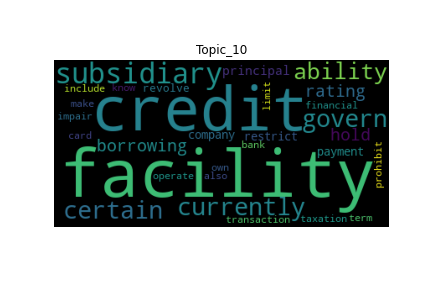 Topic_10
subsidiary principal ability
include know revolve credit limit rating
make financial
impair govern
card company restrict hold
borrowing bank payment
facility prohibit
own
operate also
certain currently
transaction taxation term